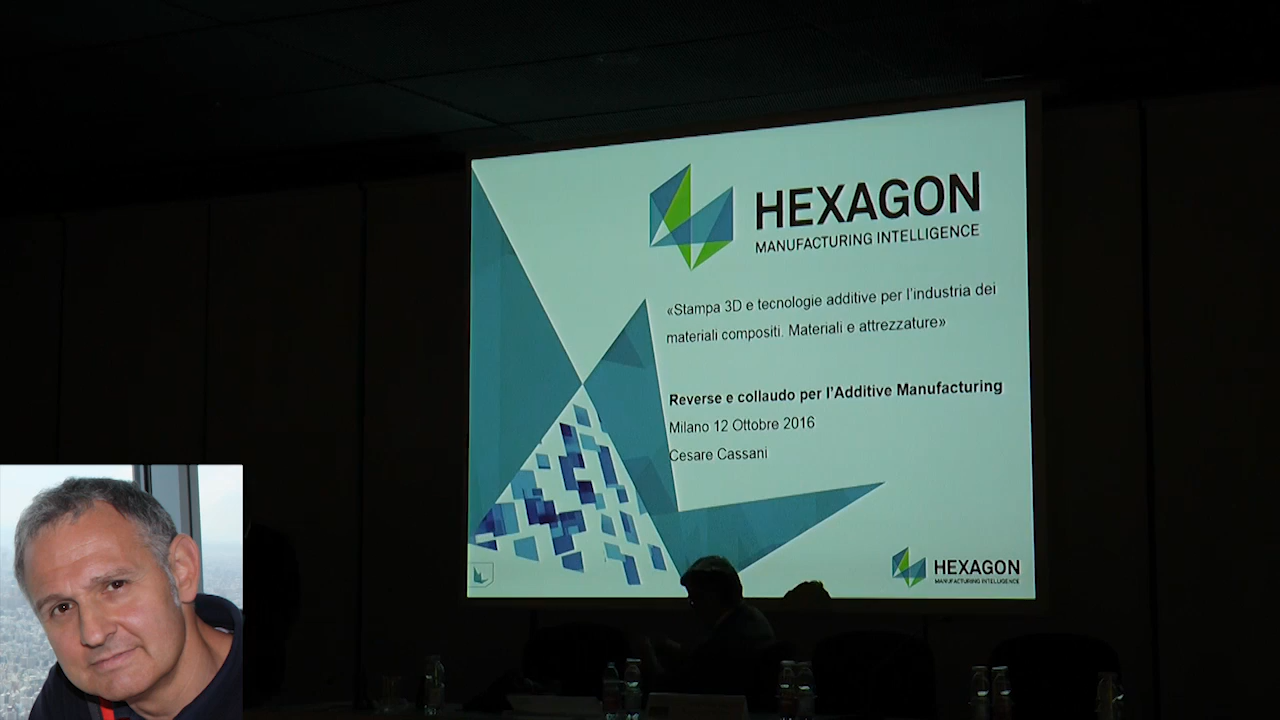 HEXAGON
MANUFACTURING INTELLIGENCE
«Stampa 3D e tecnologie additive per l'industria dei
materiali compositi. Materiali e attrezzature»
Reverse e collaudo per l'Additive Manufacturing
Milano 12 Ottobre 2016
Cesare Cassani
HEXAGON
MANUFACTURING INTELLIGENCE